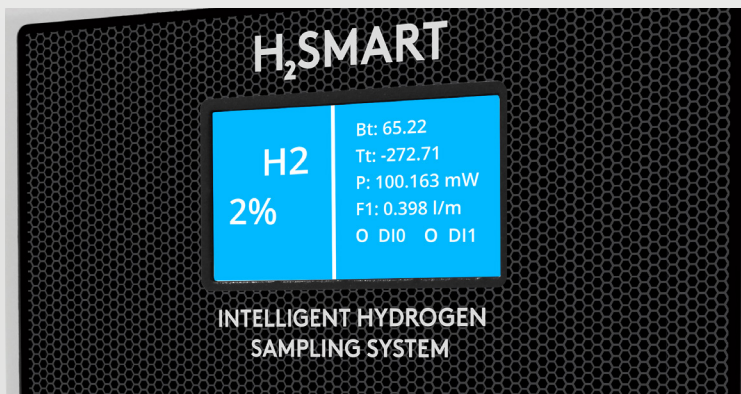 H₂SMART
H2
2%
Bt: 65.22
Tt: -272.71
P: 100.163 mW
F1: 0.398 l/m
O DI0 O DI1
INTELLIGENT HYDROGEN
SAMPLING SYSTEM